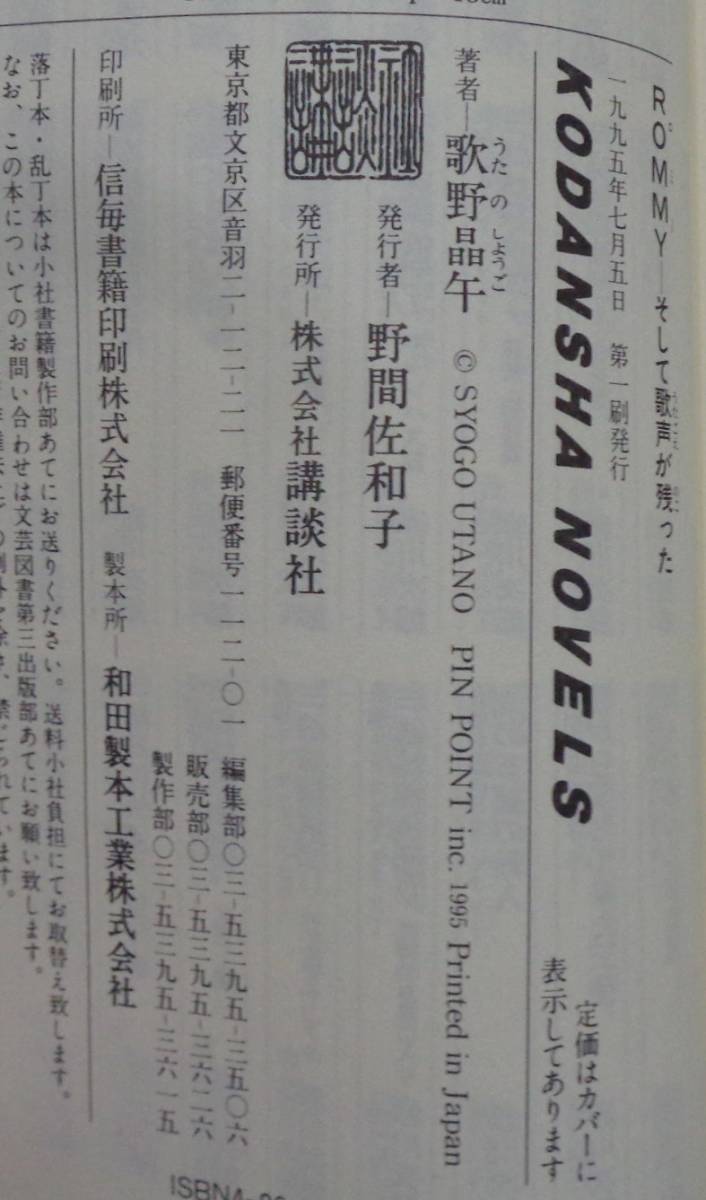 ROMMY―そして歌声が残った
一九九五年七月五日 第一刷発行
KODANSHA NOVELS
定価はカバーに
表示してあります
著者―歌野晶午 © SYOGO UTANO PIN POINT inc. 1995 Printed in Japan
うた の しょうご
発行者―野間佐和子
発行所―株式会社講談社
東京都文京区音羽二-一二-二一 郵便番号一一二-〇一
編集部〇三-五三九五-三五〇六
販売部〇三-五三九五-三六二六
製作部〇三-五三九五-三六一五
印刷所―信毎書籍印刷株式会社 製本所―和田製本工業株式会社
落丁本・乱丁本は小社書籍製作部あてにお送りください。送料小社負担にてお取替え致します。
なお、この本についてのお問い合わせは文芸図書第三出版部あてにお願い致します。
ISBN4-